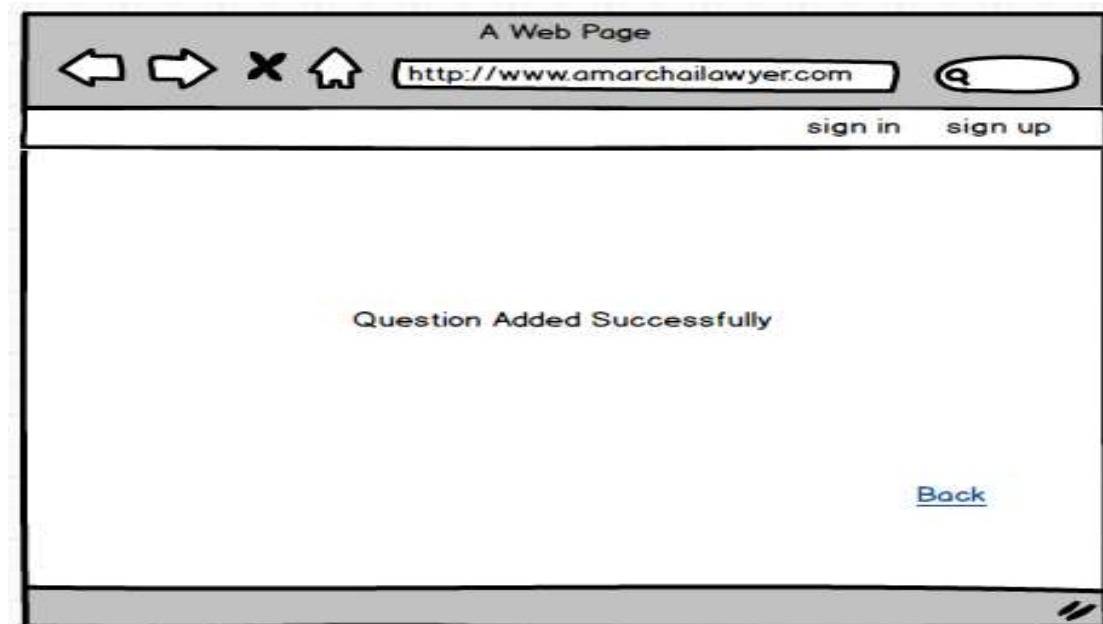 A Web Page
http://www.amarchailawyer.com
sign in sign up
Question Added Successfully
Back